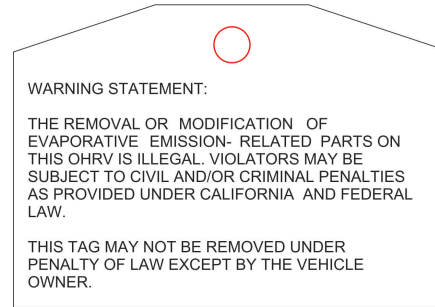 WARNING STATEMENT:
THE REMOVAL OR MODIFICATION OF
EVAPORATIVE EMISSION- RELATED PARTS ON
THIS OHRV IS ILLEGAL. VIOLATORS MAY BE
SUBJECT TO CIVIL AND/OR CRIMINAL PENALTIES
AS PROVIDED UNDER CALIFORNIA AND FEDERAL
LAW.
THIS TAG MAY NOT BE REMOVED UNDER
PENALTY OF LAW EXCEPT BY THE VEHICLE
OWNER.